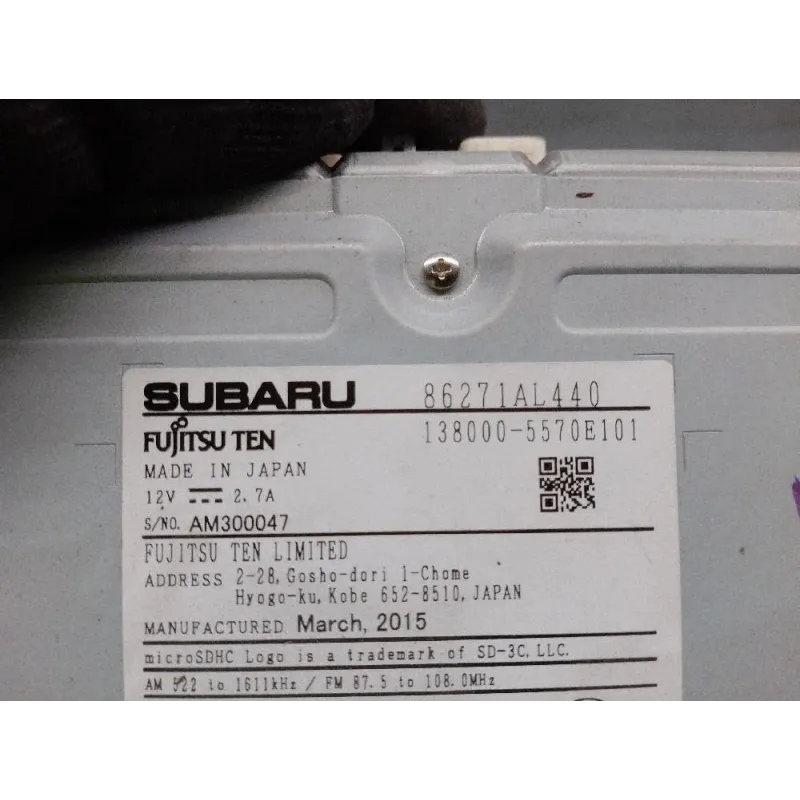 SUBARU 86271AL440
FUJITSU TEN 138000-5570E101
MADE IN JAPAN
12V 2.7A
S/NO. AM300047
FUJITSU TEN LIMITED
ADDRESS 2-28, Gosho-dori 1-Chome
Hyogo-ku, Kobe 652-8510, JAPAN
MANUFACTURED March, 2015
microSDHC Logo is a trademark of SD-3C, LLC.
AM 522 to 1611kHz / FM 87.5 to 108.0MHz